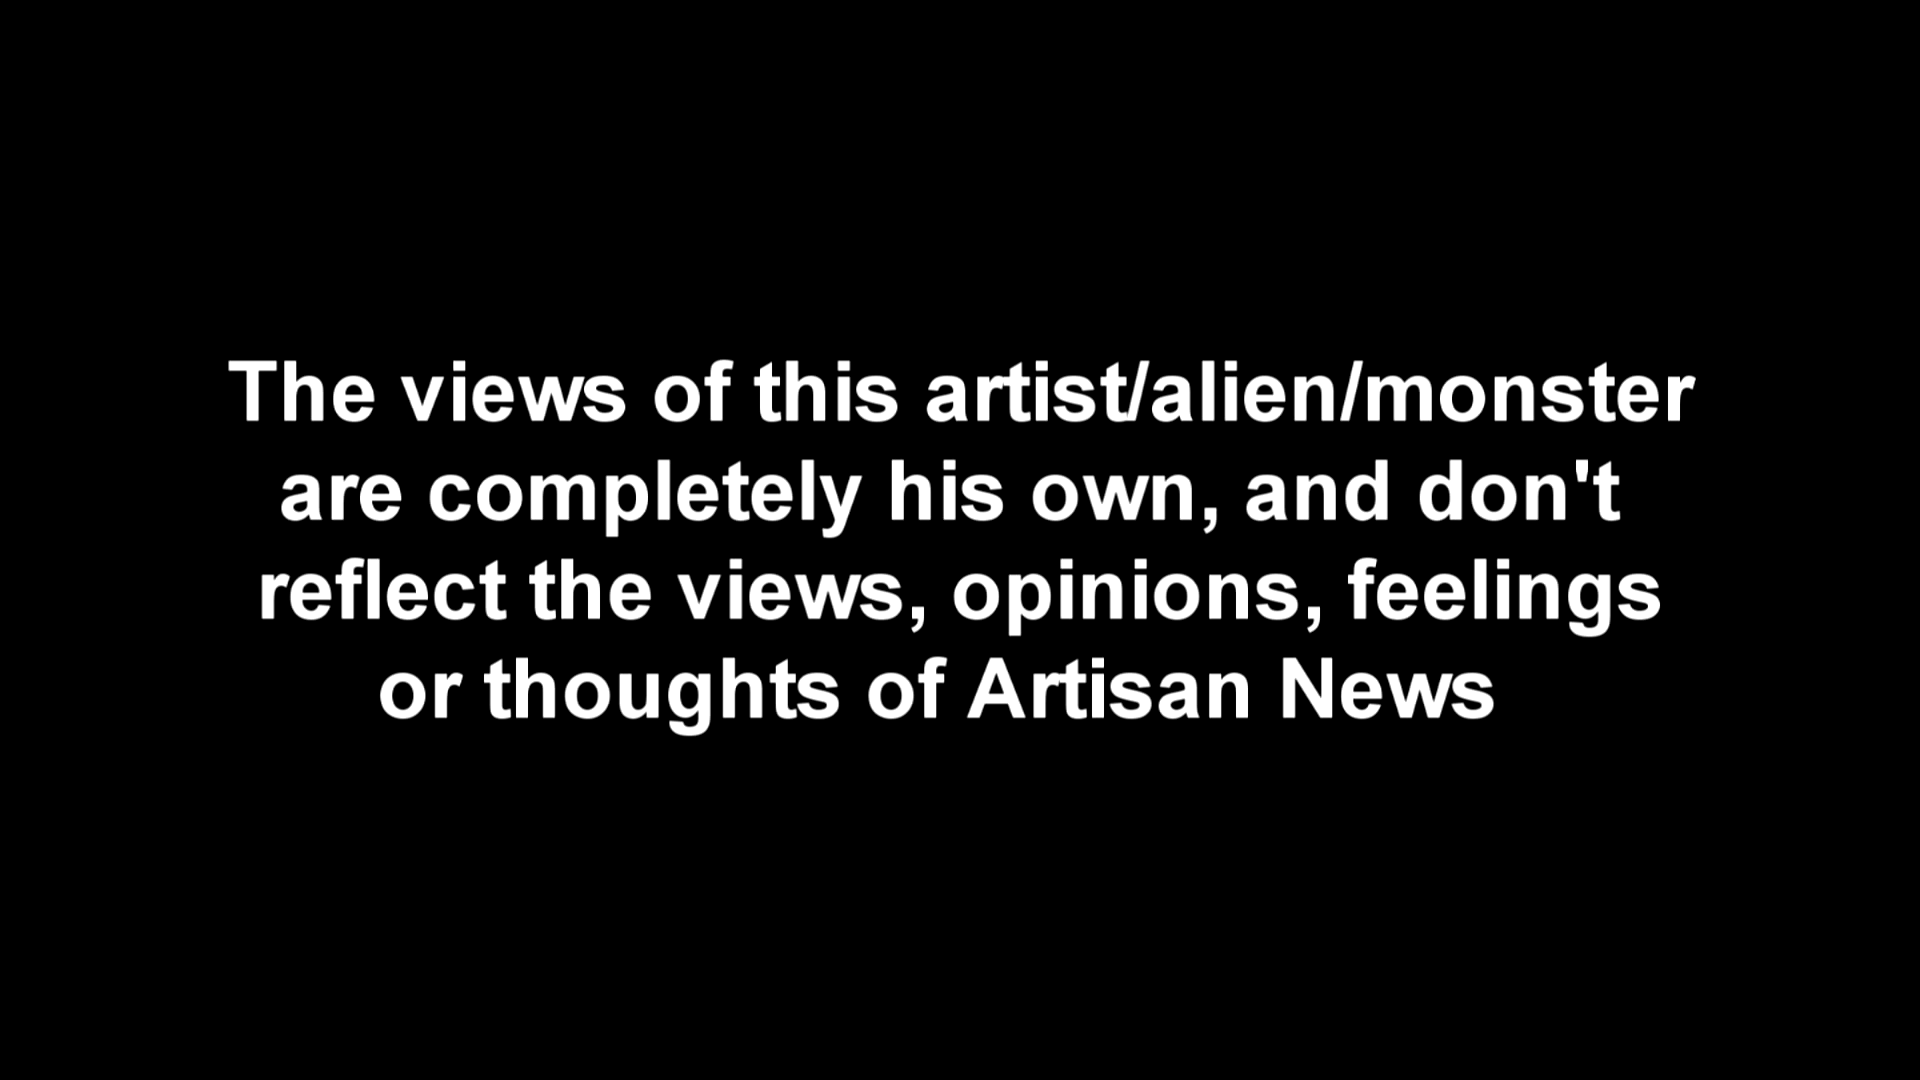 The views of this artist/alien/monster
are completely his own, and don't
reflect the views, opinions, feelings
or thoughts of Artisan News